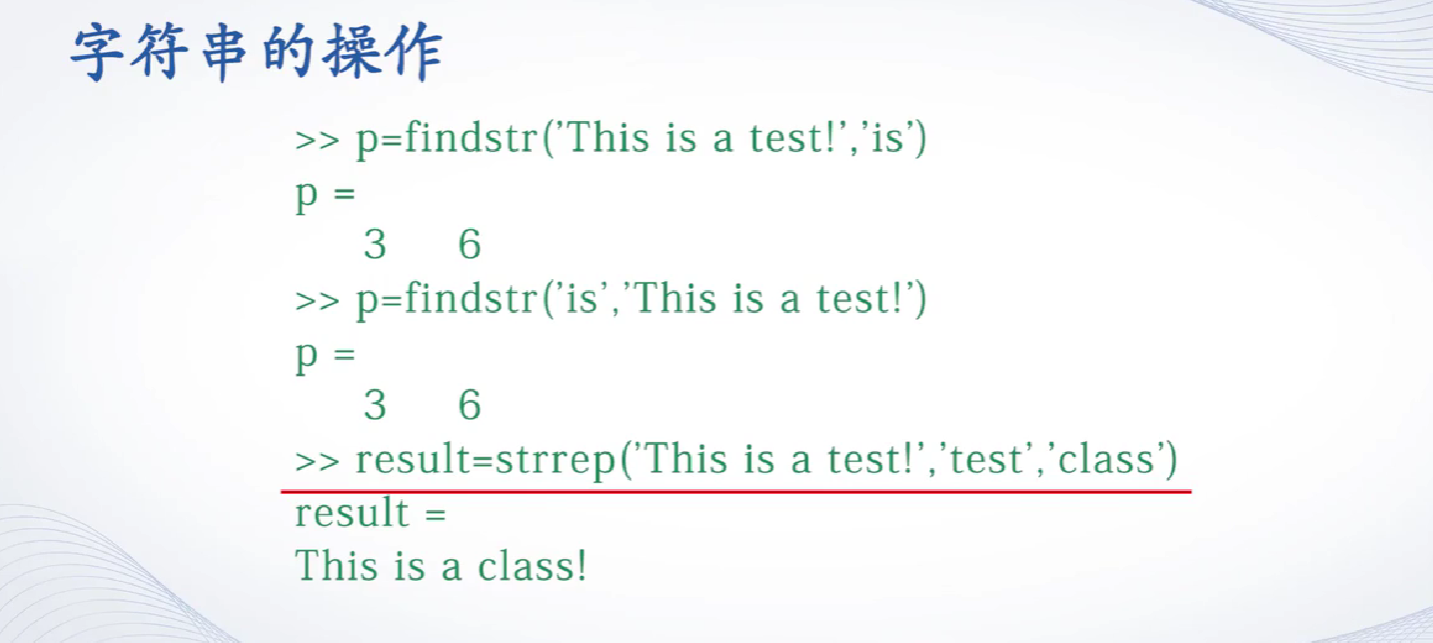 字符串的操作
>> p=findstr('This is a test!','is')
p =
3 6
>> p=findstr('is','This is a test!')
p =
3 6
>> result=strrep('This is a test!','test','class')
result =
This is a class!